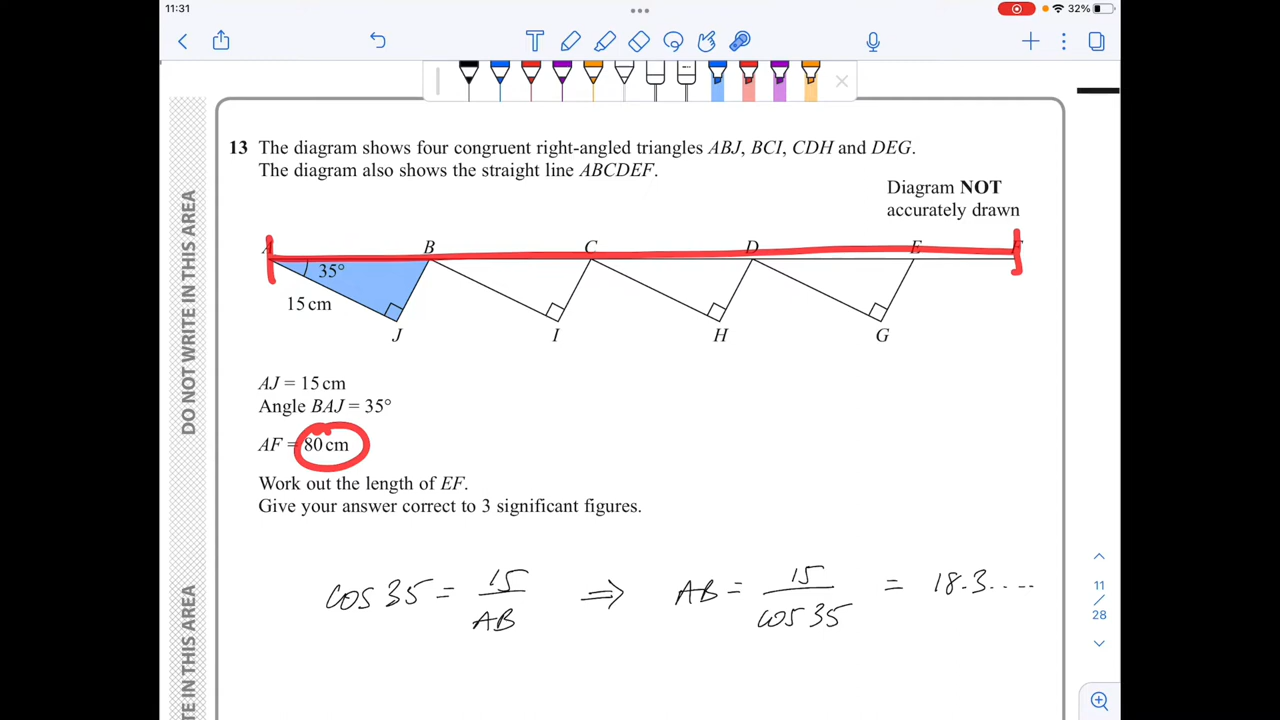 11:31
32%
13 The diagram shows four congruent right-angled triangles ABJ, BCI, CDH and DEG.
The diagram also shows the straight line ABCDEF.
Diagram NOT
accurately drawn
A B C D E F
35°
15 cm
J I H G
AJ = 15 cm
Angle BAJ = 35°
AF = 80 cm
Work out the length of EF.
Give your answer correct to 3 significant figures.
cos 35 = 15/AB ⇒ AB = 15/cos 35 = 18.3....
DO NOT WRITE IN THIS AREA
TE IN THIS AREA
11
/
28